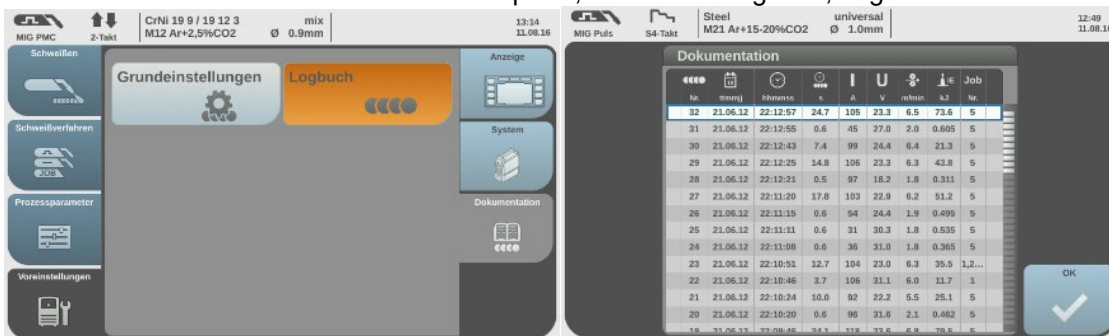 MIG PMC
2-Takt
CrNi 19 9 / 19 12 3 mix
M12 Ar+2,5%CO2 Ø 0.9mm
13:14
11.08.16
Schweißen
Schweißverfahren
JOB
Prozessparameter
Voreinstellungen
Grundeinstellungen
Logbuch
Anzeige
System
Dokumentation
MIG Puls
S4-Takt
Steel universal
M21 Ar+15-20%CO2 Ø 1.0mm
12:49
11.08.1
Dokumentation
I U E Job
Nr. ttmmjj hhmmss s A V m/min kJ Nr.
32 21.06.12 22:12:57 24.7 105 23.3 6.5 73.6 5
31 21.06.12 22:12:55 0.6 45 27.0 2.0 0.605 5
30 21.06.12 22:12:43 7.4 99 24.4 6.4 21.3 5
29 21.06.12 22:12:25 14.8 106 23.3 6.3 43.8 5
28 21.06.12 22:12:21 0.5 97 18.2 1.8 0.311 5
27 21.06.12 22:11:20 17.8 103 22.9 6.2 51.2 5
26 21.06.12 22:11:15 0.6 54 24.4 1.9 0.495 5
25 21.06.12 22:11:11 0.6 31 30.3 1.8 0.535 5
24 21.06.12 22:11:08 0.6 36 31.0 1.8 0.365 5
23 21.06.12 22:10:51 12.7 104 23.0 6.3 35.5 1,2...
22 21.06.12 22:10:46 3.7 106 31.1 6.0 11.7 1
21 21.06.12 22:10:24 10.0 92 22.2 5.5 25.1 5
20 21.06.12 22:10:20 0.6 96 31.6 2.1 0.462 5
OK